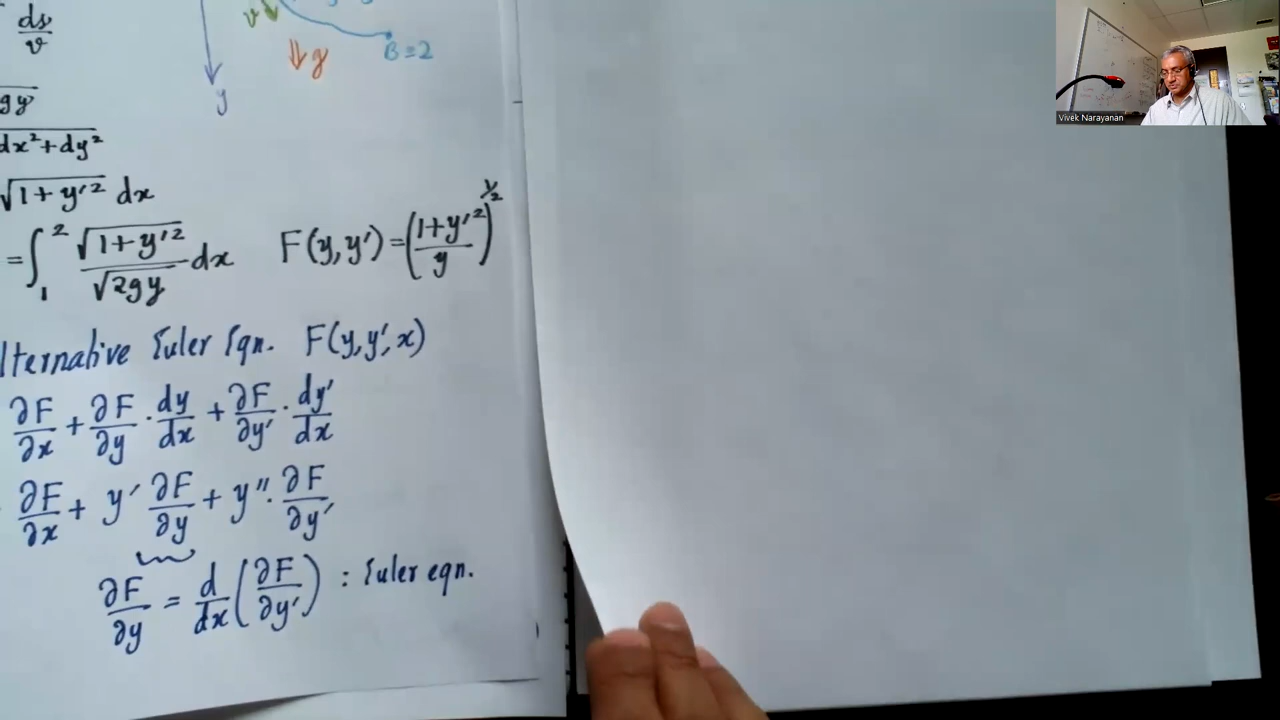 ds/v
v
g
B=2
y
gy
dx²+dy²
√1+y′² dx
= ∫₁² √1+y′²/√2gy dx F(y,y′) = (1+y′²/y)^½
lternative Euler Eqn. F(y,y′,x)
∂F/∂x + ∂F/∂y · dy/dx + ∂F/∂y′ · dy′/dx
∂F/∂x + y′ ∂F/∂y + y″ · ∂F/∂y′
∂F/∂y = d/dx (∂F/∂y′) : Euler eqn.
Vivek Narayanan